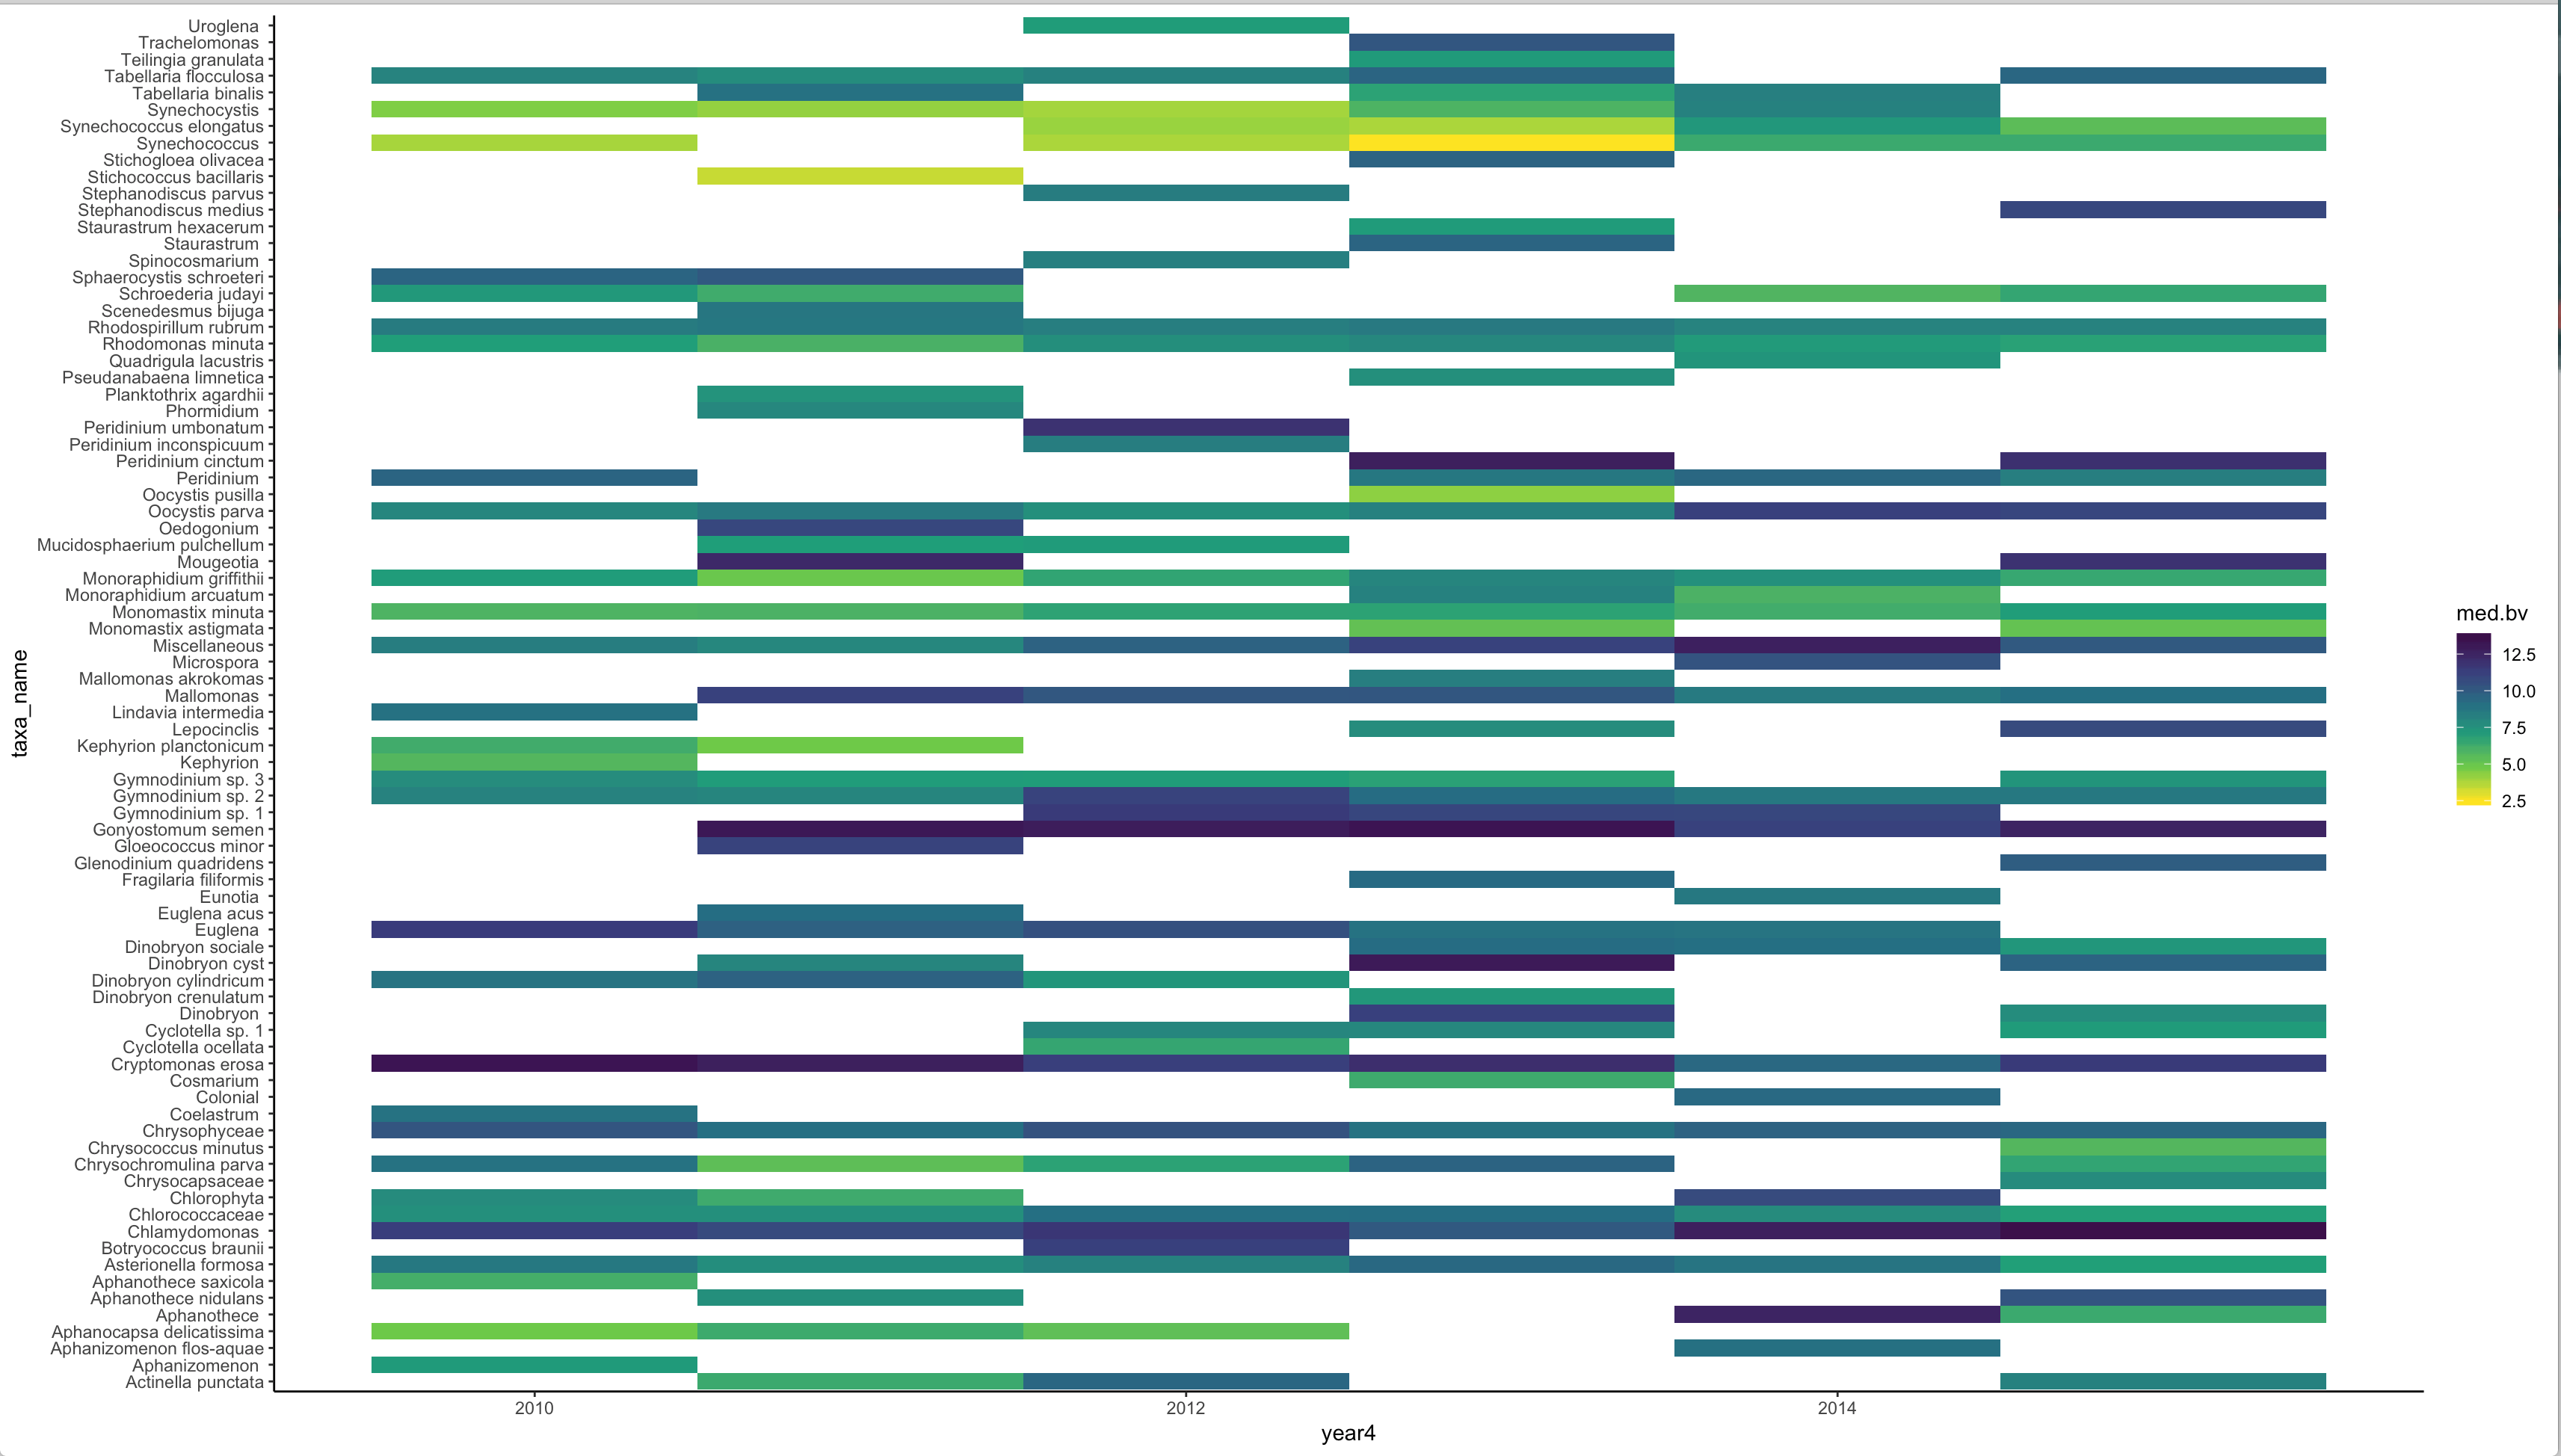 Uroglena
Trachelomonas
Teilingia granulata
Tabellaria flocculosa
Tabellaria binalis
Synechocystis
Synechococcus elongatus
Synechococcus
Stichogloea olivacea
Stichococcus bacillaris
Stephanodiscus parvus
Stephanodiscus medius
Staurastrum hexacerum
Staurastrum
Spinocosmarium
Sphaerocystis schroeteri
Schroederia judayi
Scenedesmus bijuga
Rhodospirillum rubrum
Rhodomonas minuta
Quadrigula lacustris
Pseudanabaena limnetica
Planktothrix agardhii
Phormidium
Peridinium umbonatum
Peridinium inconspicuum
Peridinium cinctum
Peridinium
Oocystis pusilla
Oocystis parva
Oedogonium
Mucidosphaerium pulchellum
Mougeotia
Monoraphidium griffithii
Monoraphidium arcuatum
Monomastix minuta
Monomastix astigmata
Miscellaneous
Microspora
Mallomonas akrokomas
Mallomonas
Lindavia intermedia
Lepocinclis
Kephyrion planctonicum
Kephyrion
Gymnodinium sp. 3
Gymnodinium sp. 2
Gymnodinium sp. 1
Gonyostomum semen
Gloeococcus minor
Glenodinium quadridens
Fragilaria filiformis
Eunotia
Euglena acus
Euglena
Dinobryon sociale
Dinobryon cyst
Dinobryon cylindricum
Dinobryon crenulatum
Dinobryon
Cyclotella sp. 1
Cyclotella ocellata
Cryptomonas erosa
Cosmarium
Colonial
Coelastrum
Chrysophyceae
Chrysococcus minutus
Chrysochromulina parva
Chrysocapsaceae
Chlorophyta
Chlorococcaceae
Chlamydomonas
Botryococcus braunii
Asterionella formosa
Aphanothece saxicola
Aphanothece nidulans
Aphanothece
Aphanocapsa delicatissima
Aphanizomenon flos-aquae
Aphanizomenon
Actinella punctata
taxa_name
2010
2012
2014
year4
med.bv
12.5
10.0
7.5
5.0
2.5